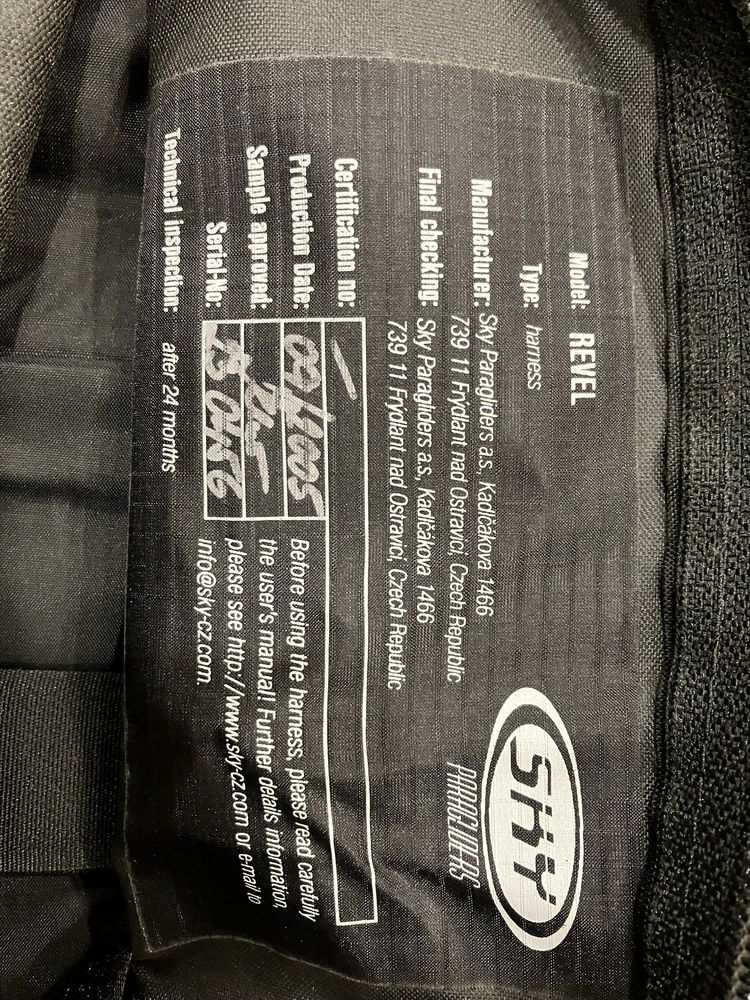 SKY
PARAGLIDERS
Model: REVEL
Type: harness
Manufacturer: Sky Paragliders a.s., Kadlčákova 1466
739 11 Frýdlant nad Ostravicí, Czech Republic
Final checking: Sky Paragliders a.s., Kadlčákova 1466
739 11 Frýdlant nad Ostravicí, Czech Republic
Certification no: —
Production Date: 09/2005
Sample approved:
Serial-No: 0456
Technical inspection: after 24 months
Before using the harness, please read carefully
the user's manual! Further details information,
please see http://www.sky-cz.com or e-mail to
info@sky-cz.com.